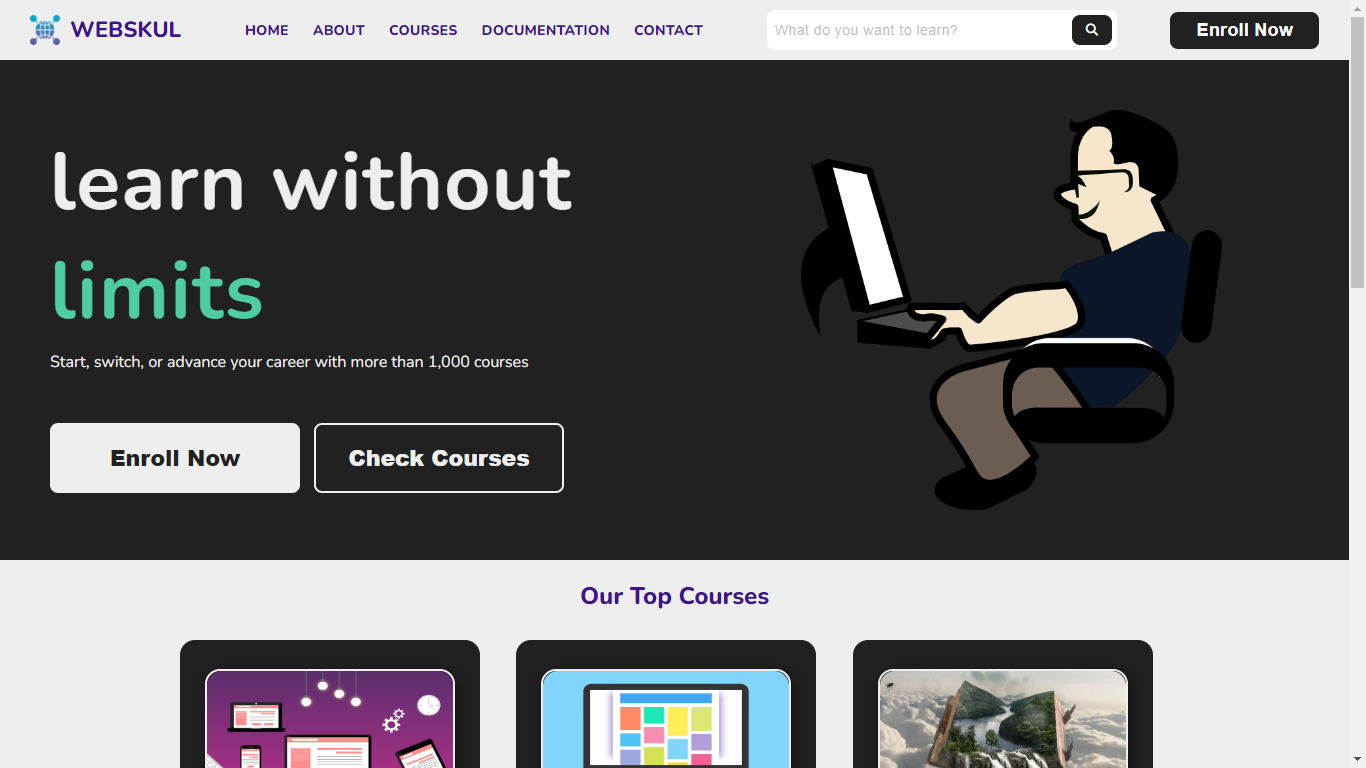 WEBSKUL
HOME ABOUT COURSES DOCUMENTATION CONTACT
What do you want to learn?
Enroll Now
learn without
limits
Start, switch, or advance your career with more than 1,000 courses
Enroll Now
Check Courses
Our Top Courses